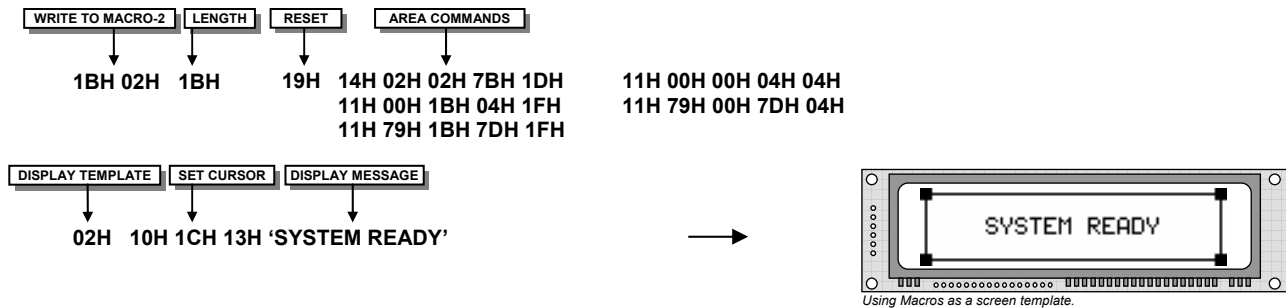 WRITE TO MACRO-2 LENGTH RESET AREA COMMANDS
1BH 02H 1BH 19H 14H 02H 02H 7BH 1DH 11H 00H 00H 04H 04H
11H 00H 1BH 04H 1FH 11H 79H 00H 7DH 04H
11H 79H 1BH 7DH 1FH
DISPLAY TEMPLATE SET CURSOR DISPLAY MESSAGE
02H 10H 1CH 13H ‘SYSTEM READY’
SYSTEM READY
Using Macros as a screen template.